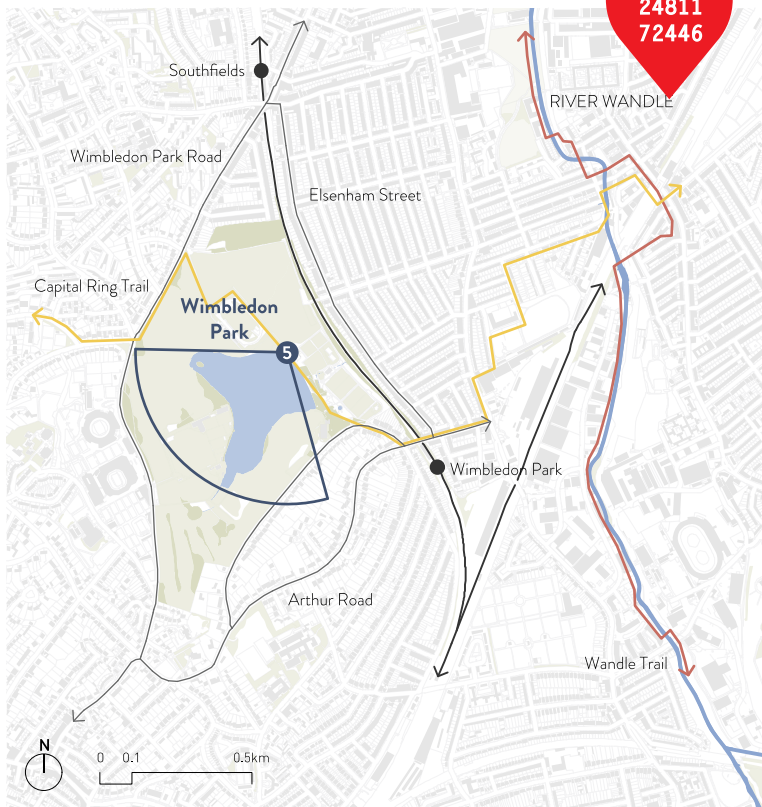 24811
72446
Southfields
RIVER WANDLE
Wimbledon Park Road
Elsenham Street
Capital Ring Trail
Wimbledon
Park
5
Wimbledon Park
Arthur Road
Wandle Trail
N
0 0.1 0.5km